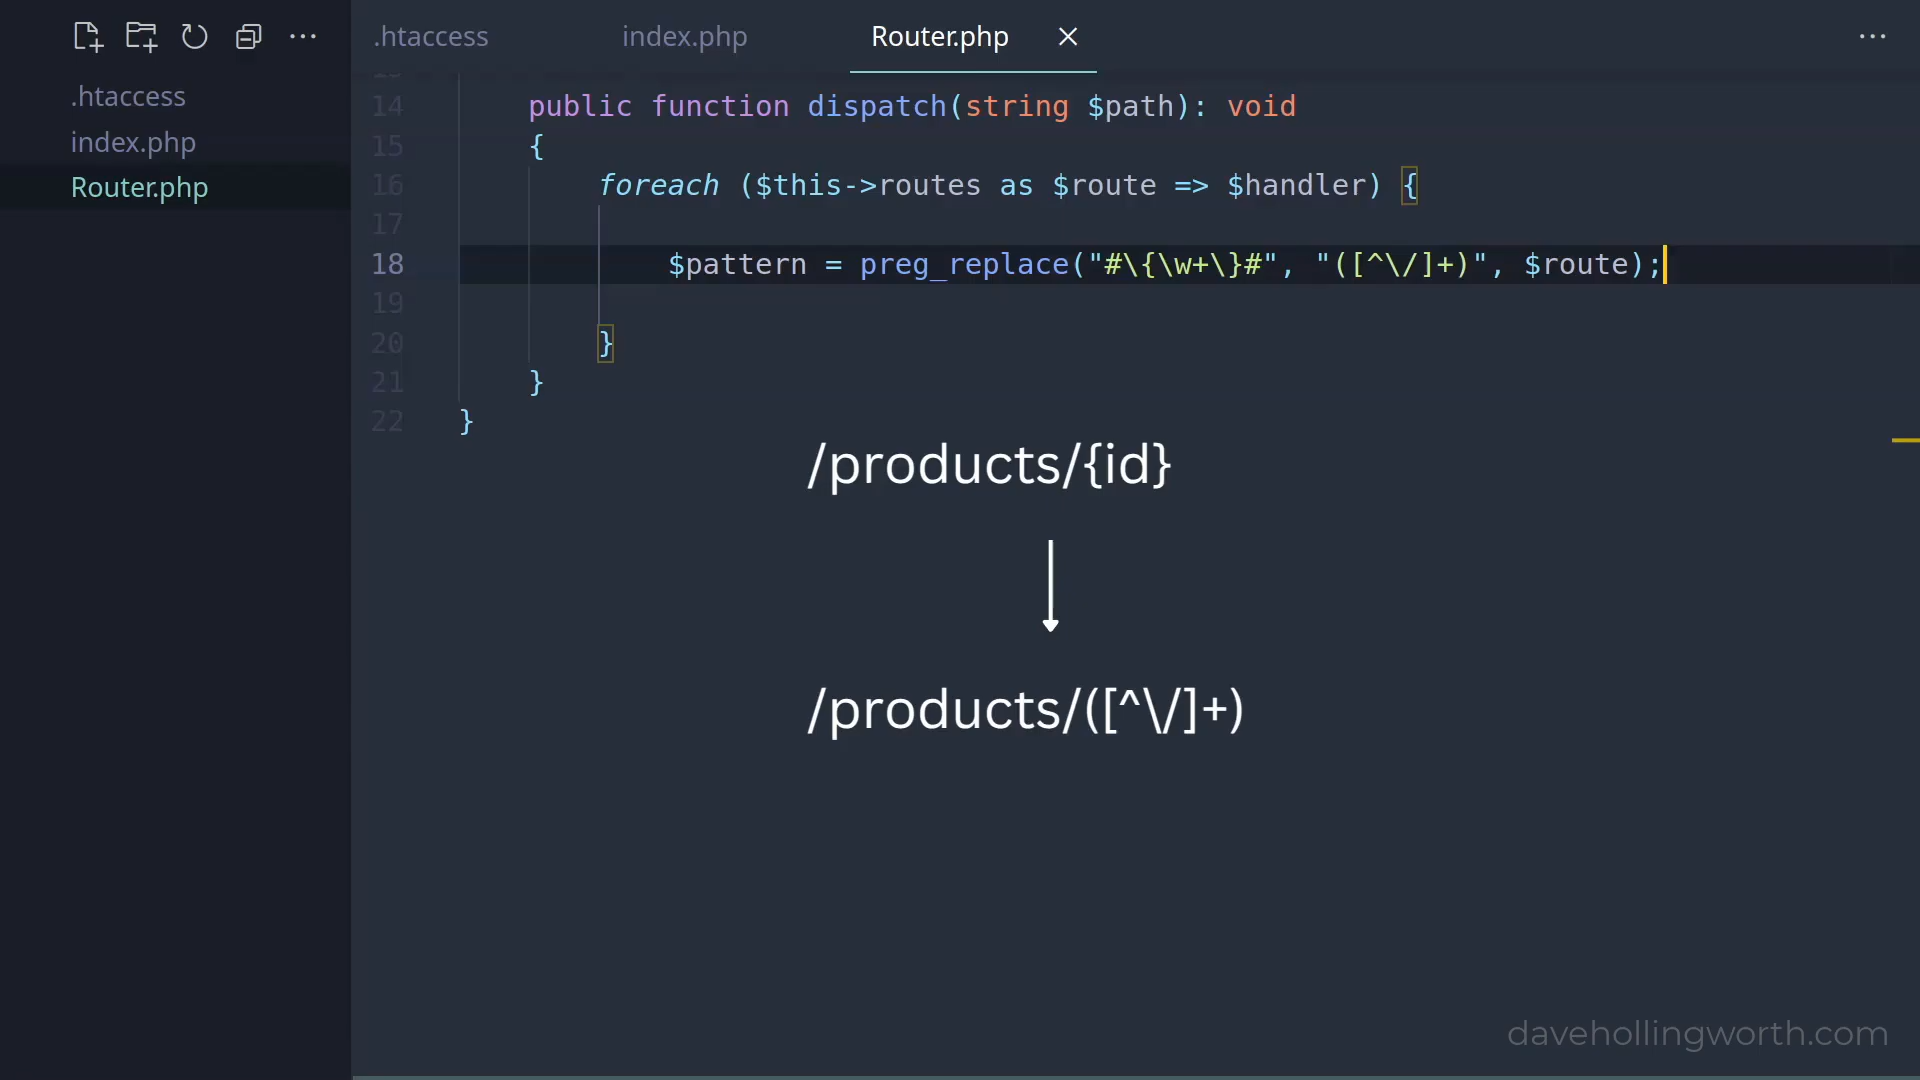 .htaccess
index.php
Router.php
.htaccess
index.php
Router.php
14 public function dispatch(string $path): void
15 {
16 foreach ($this->routes as $route => $handler) {
17
18 $pattern = preg_replace("#\{\w+\}#", "([^\/]+)", $route);
19
20 }
21 }
22 }
/products/{id}
/products/([^\/]+)
davehollingworth.com